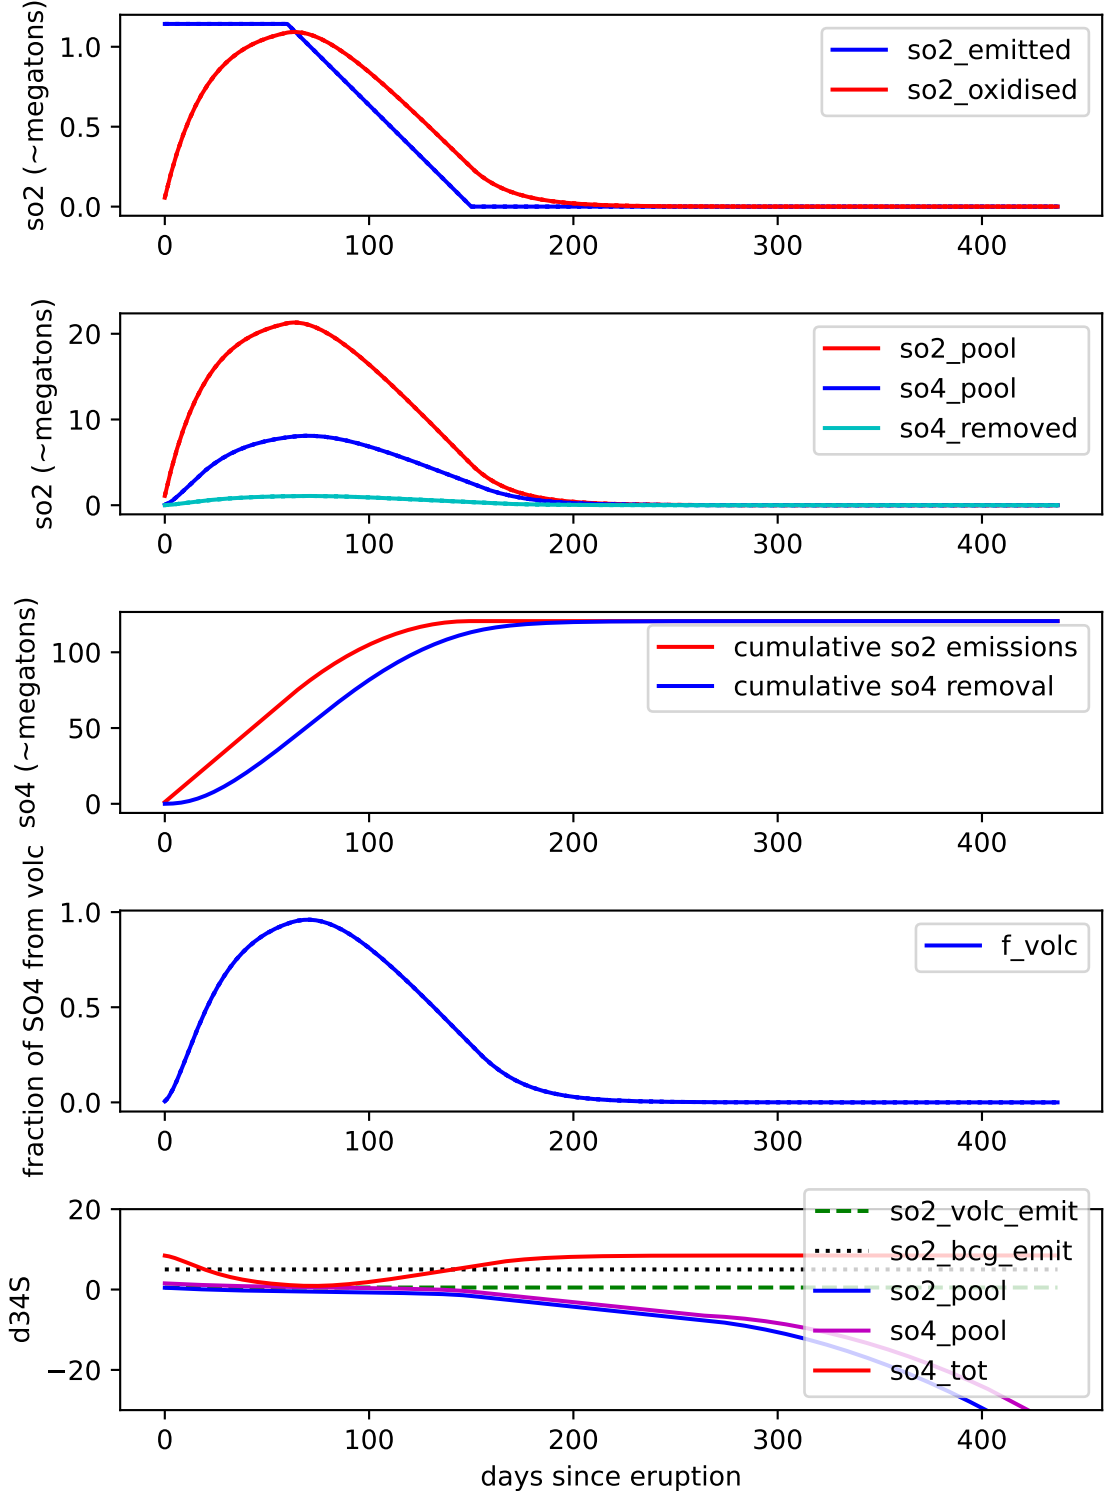 so2 (~megatons)
1.0
0.5
0.0
so2_emitted
so2_oxidised
0 100 200 300 400
so2 (~megatons)
20
10
0
so2_pool
so4_pool
so4_removed
0 100 200 300 400
so4 (~megatons)
100
50
0
cumulative so2 emissions
cumulative so4 removal
0 100 200 300 400
fraction of SO4 from volc
1.0
0.5
0.0
f_volc
0 100 200 300 400
d34S
20
0
−20
so2_volc_emit
so2_bcg_emit
so2_pool
so4_pool
so4_tot
0 100 200 300 400
days since eruption